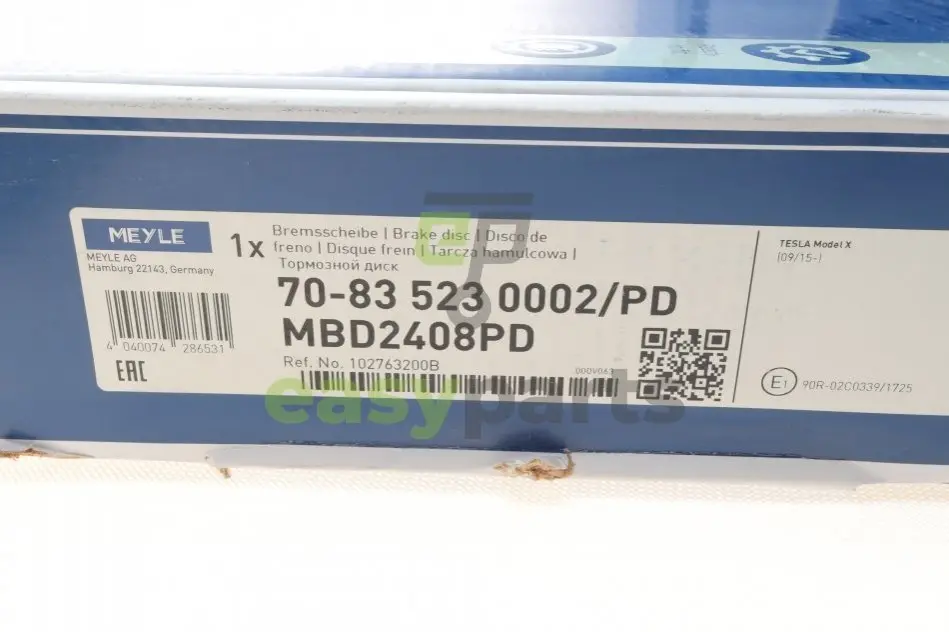 MEYLE
MEYLE AG
Hamburg 22143, Germany
4 040074 286531
EAC
1x
Bremsscheibe | Brake disc | Disco de
freno | Disque frein | Tarcza hamulcowa |
Тормозной диск
70-83 523 0002/PD
MBD2408PD
Ref. No. 102763200B
000V063
TESLA Model X
(09/15-)
E1 90R-02C0339/1725
easyparts